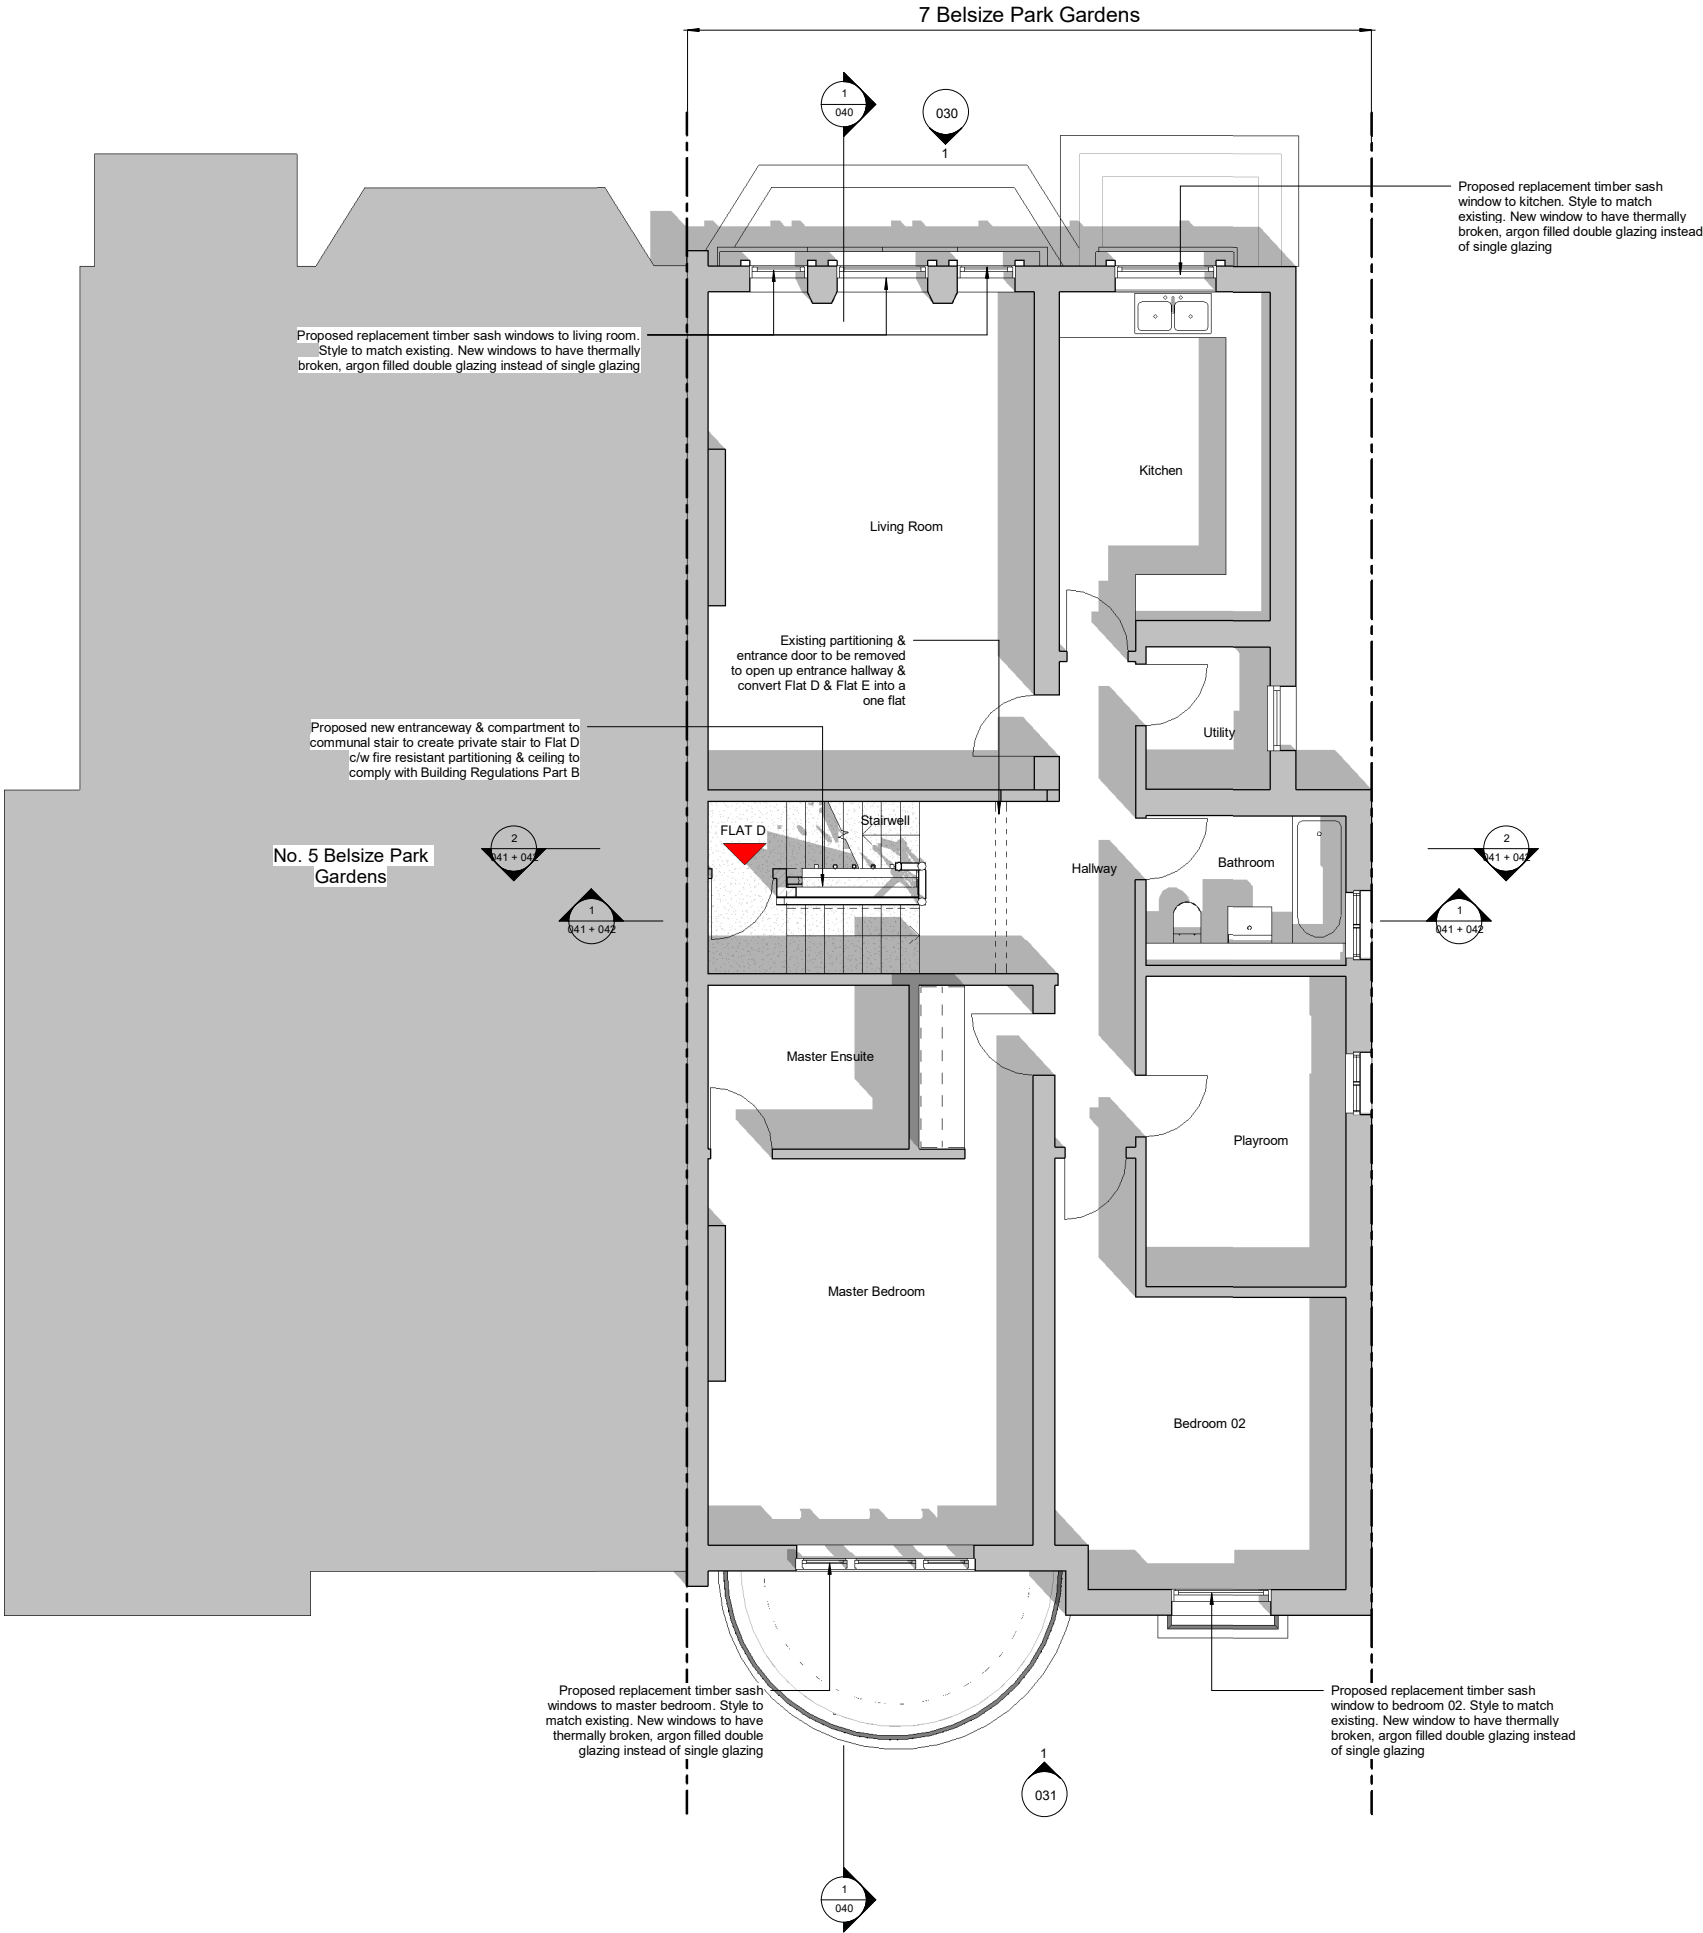 7 Belsize Park Gardens
1
040
030
1
Proposed replacement timber sash
window to kitchen. Style to match
existing. New window to have thermally
broken, argon filled double glazing instead
of single glazing
Proposed replacement timber sash windows to living room.
Style to match existing. New windows to have thermally
broken, argon filled double glazing instead of single glazing
Kitchen
Living Room
Existing partitioning &
entrance door to be removed
to open up entrance hallway &
convert Flat D & Flat E into a
one flat
Proposed new entranceway & compartment to
communal stair to create private stair to Flat D
c/w fire resistant partitioning & ceiling to
comply with Building Regulations Part B
Utility
Stairwell
FLAT D
No. 5 Belsize Park
Gardens
2
041 + 042
1
041 + 042
Hallway
Bathroom
2
041 + 042
1
041 + 042
Master Ensuite
Playroom
Master Bedroom
Bedroom 02
Proposed replacement timber sash
windows to master bedroom. Style to
match existing. New windows to have
thermally broken, argon filled double
glazing instead of single glazing
Proposed replacement timber sash
window to bedroom 02. Style to match
existing. New window to have thermally
broken, argon filled double glazing instead
of single glazing
1
031
1
040